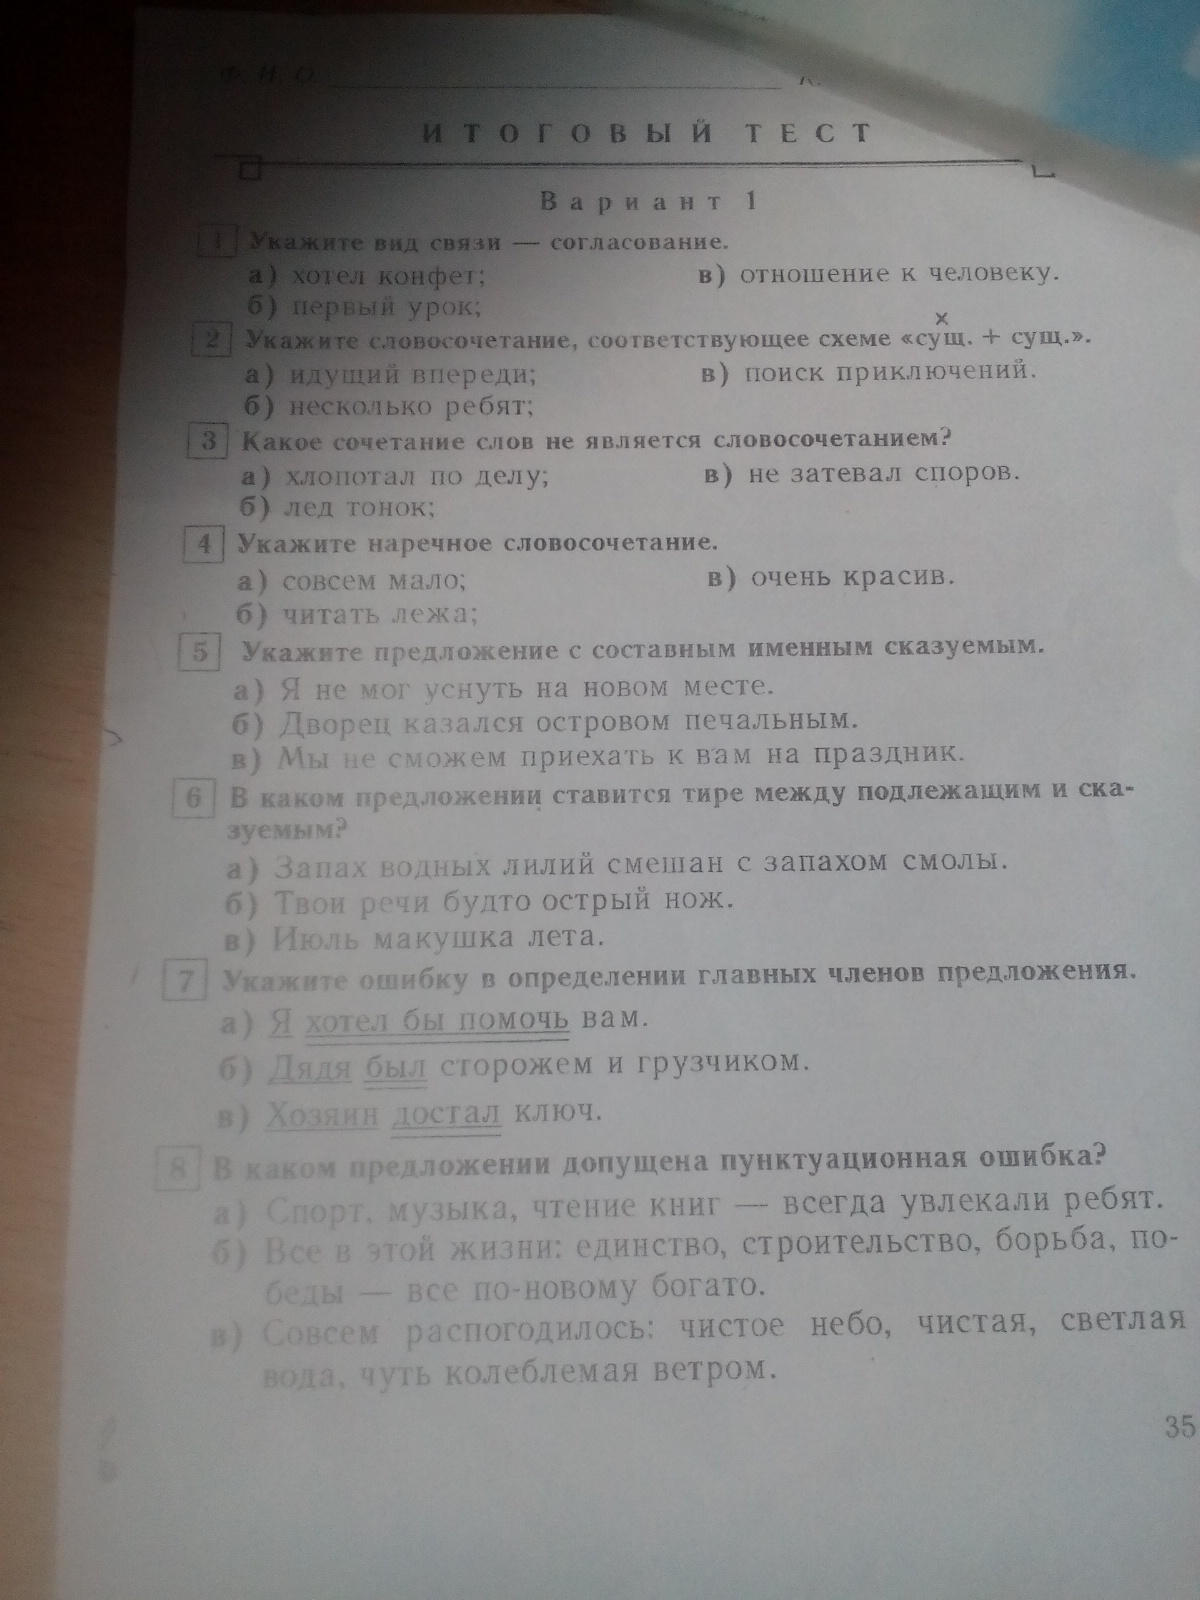 Ф. И. О.
ИТОГОВЫЙ ТЕСТ
Вариант 1
1 Укажите вид связи — согласование.
а) хотел конфет; в) отношение к человеку.
б) первый урок;
х
2 Укажите словосочетание, соответствующее схеме «сущ. + сущ.».
а) идущий впереди; в) поиск приключений.
б) несколько ребят;
3 Какое сочетание слов не является словосочетанием?
а) хлопотал по делу; в) не затевал споров.
б) лед тонок;
4 Укажите наречное словосочетание.
а) совсем мало; в) очень красив.
б) читать лежа;
5 Укажите предложение с составным именным сказуемым.
а) Я не мог уснуть на новом месте.
б) Дворец казался островом печальным.
в) Мы не сможем приехать к вам на праздник.
6 В каком предложении ставится тире между подлежащим и ска-
зуемым?
а) Запах водных лилий смешан с запахом смолы.
б) Твои речи будто острый нож.
в) Июль макушка лета.
7 Укажите ошибку в определении главных членов предложения.
а) Я хотел бы помочь вам.
б) Дядя был сторожем и грузчиком.
в) Хозяин достал ключ.
8 В каком предложении допущена пунктуационная ошибка?
а) Спорт, музыка, чтение книг — всегда увлекали ребят.
б) Все в этой жизни: единство, строительство, борьба, по-
беды — все по-новому богато.
в) Совсем распогодилось: чистое небо, чистая, светлая
вода, чуть колеблемая ветром.
35